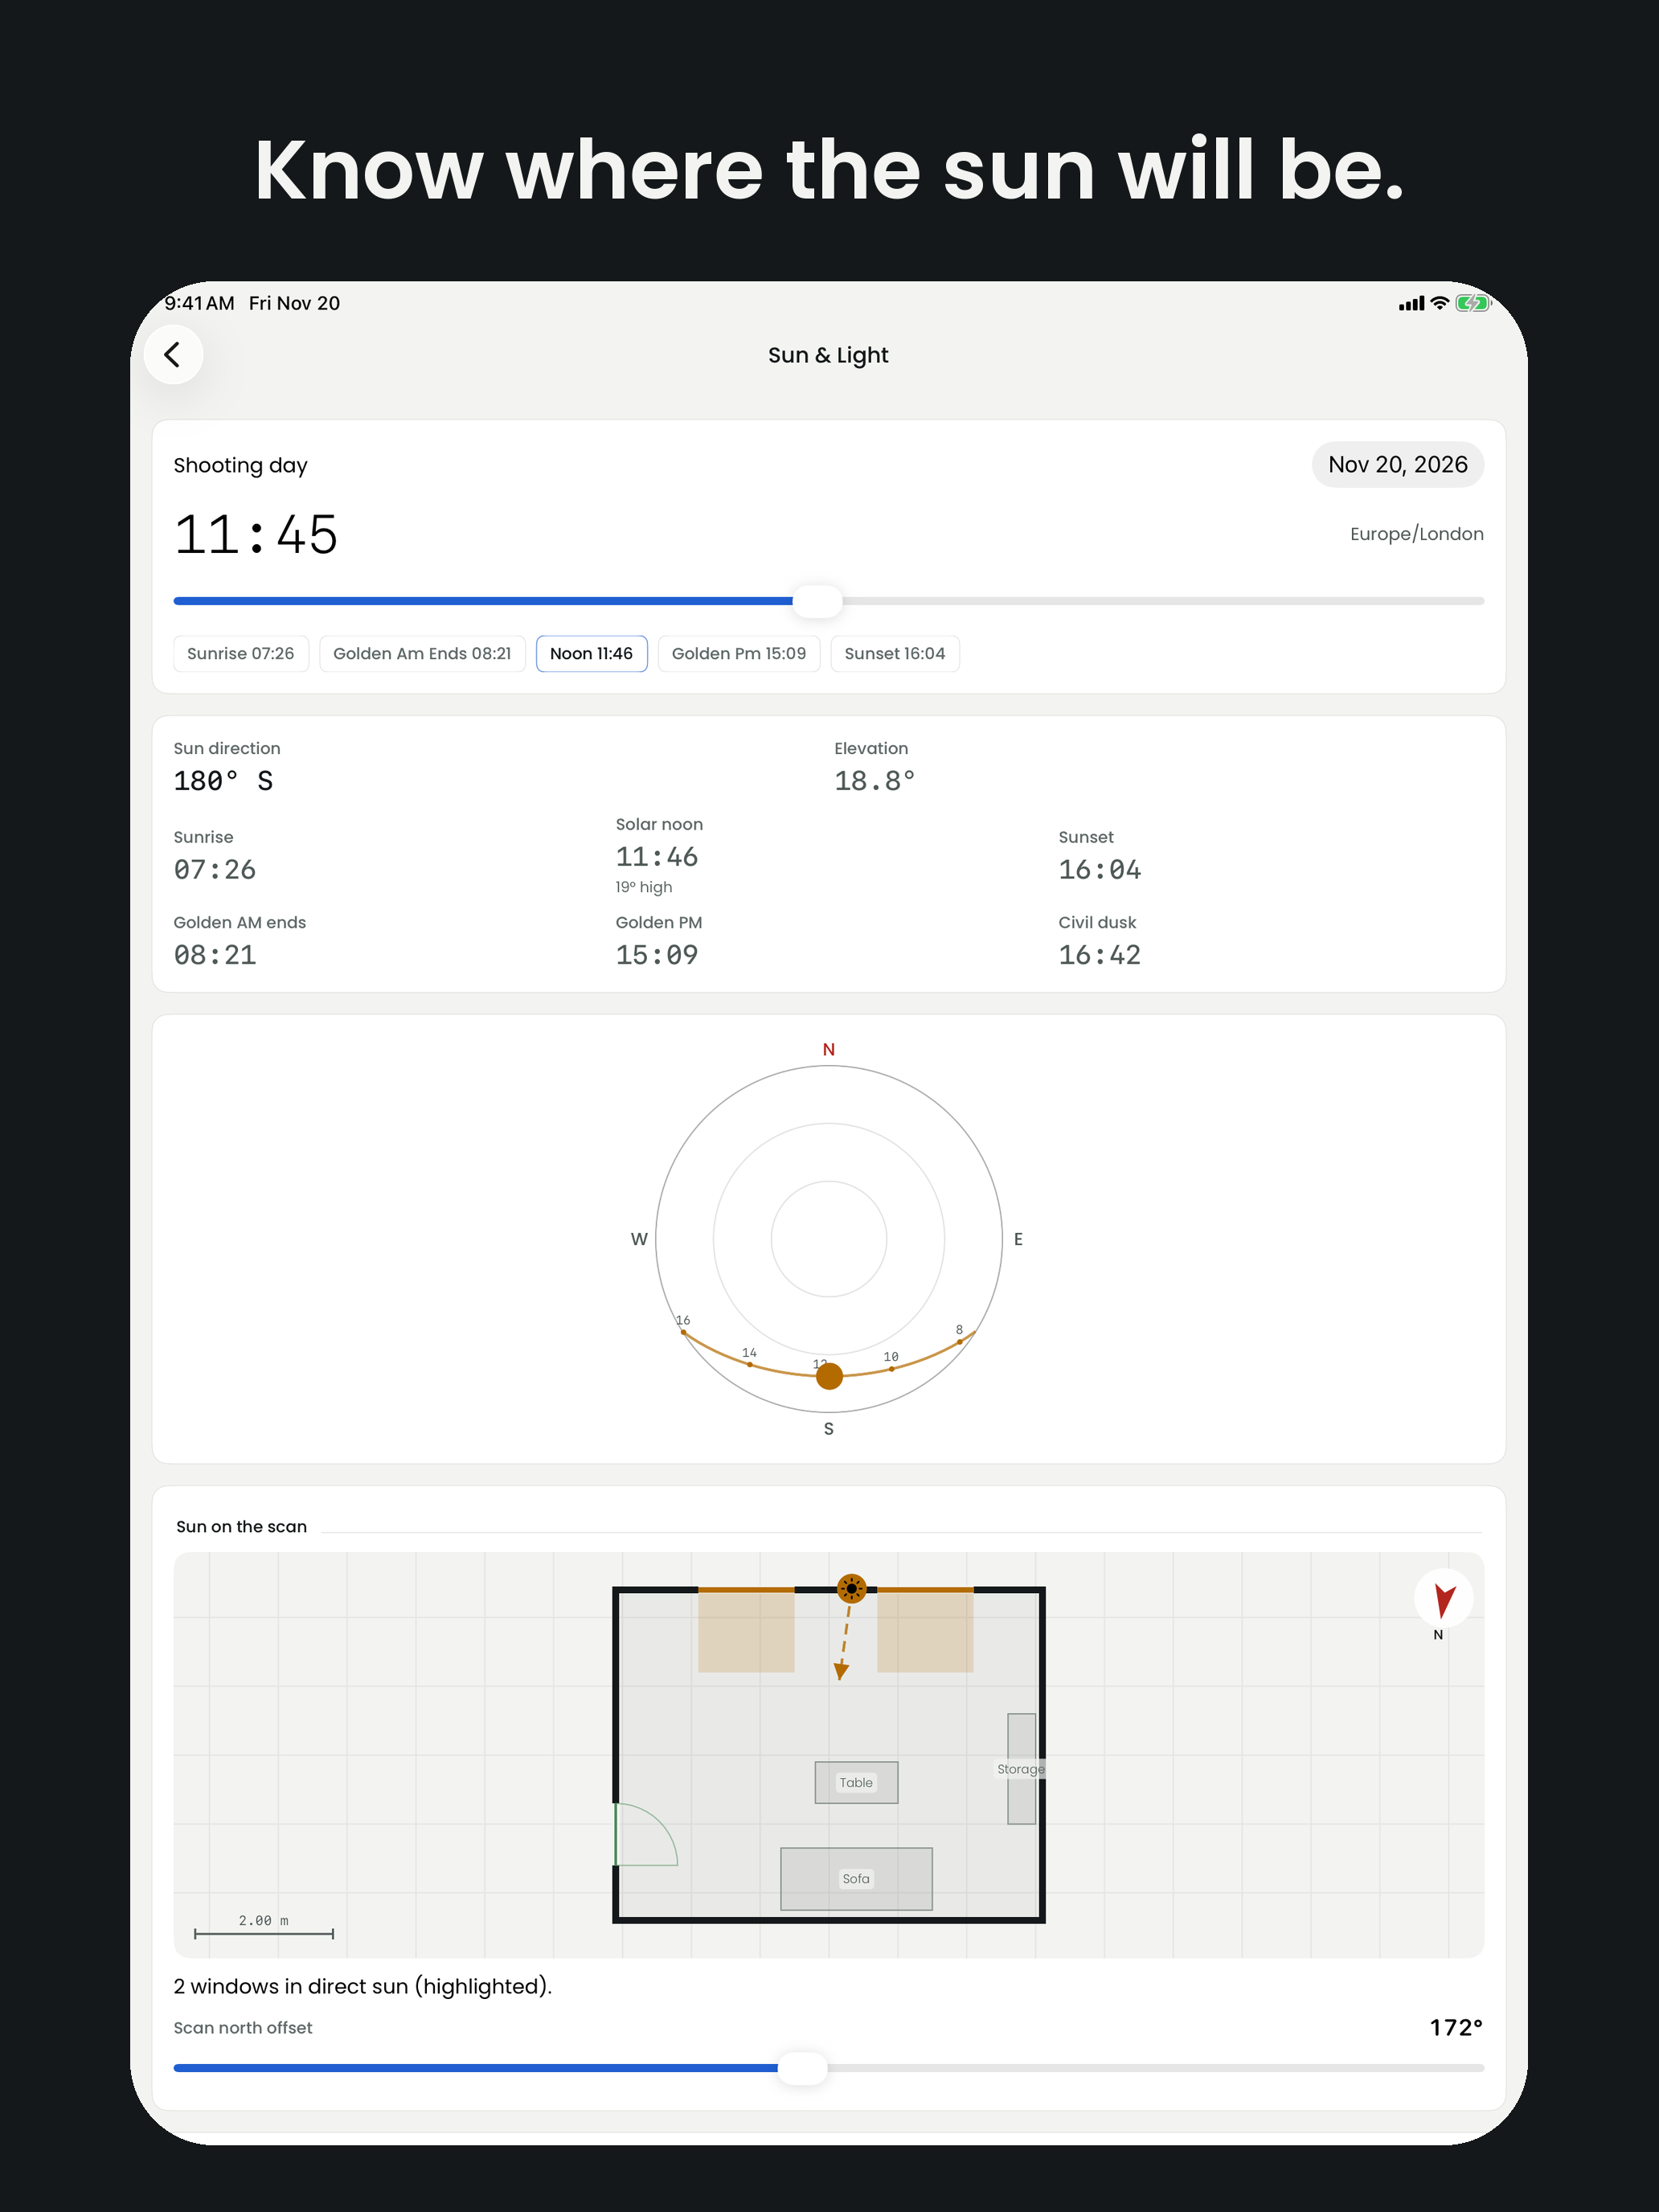 Know where the sun will be.
9:41 AM Fri Nov 20
Sun & Light
Shooting day
Nov 20, 2026
11:45
Europe/London
Sunrise 07:26
Golden Am Ends 08:21
Noon 11:46
Golden Pm 15:09
Sunset 16:04
Sun direction
180° S
Elevation
18.8°
Sunrise
07:26
Solar noon
11:46
19° high
Sunset
16:04
Golden AM ends
08:21
Golden PM
15:09
Civil dusk
16:42
N
W
E
16
14
12
10
8
S
Sun on the scan
N
Storage
Table
Sofa
2.00 m
2 windows in direct sun (highlighted).
Scan north offset
172°